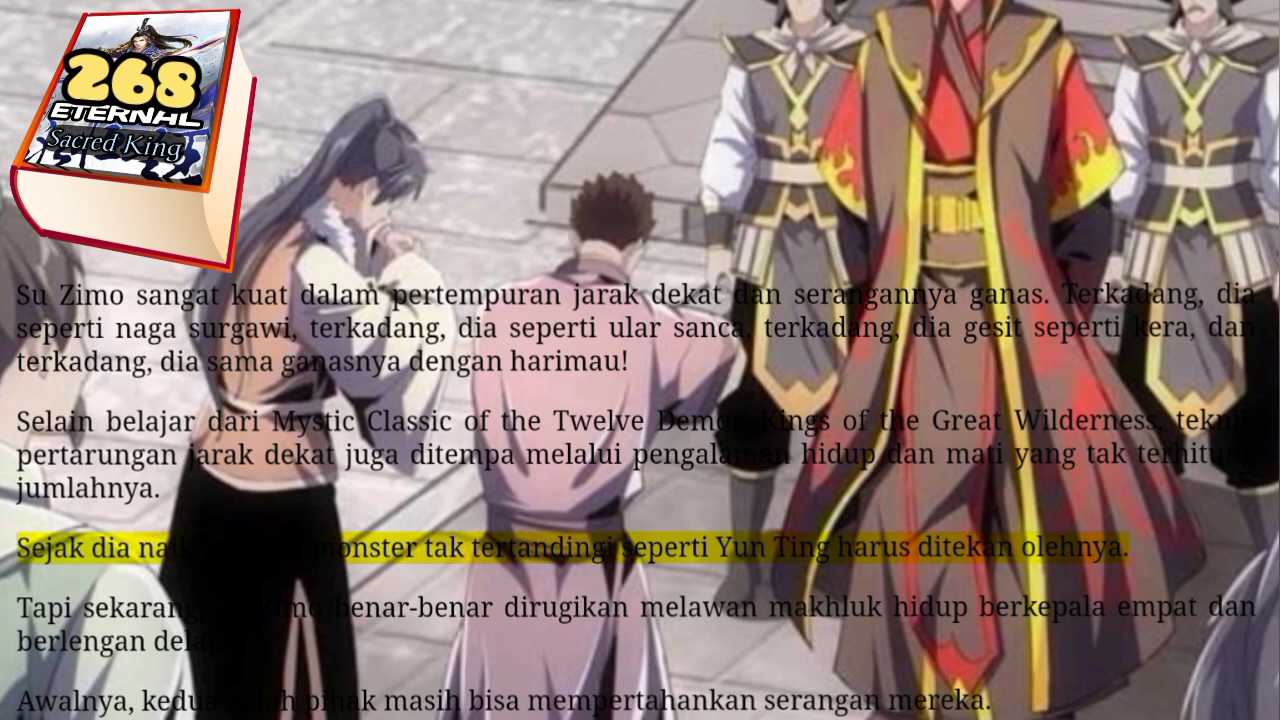 268
ETERNAL
Sacred King
Su Zimo sangat kuat dalam pertempuran jarak dekat dan serangannya ganas. Terkadang, dia
seperti naga surgawi, terkadang, dia seperti ular sanca, terkadang, dia gesit seperti kera, dan
terkadang, dia sama ganasnya dengan harimau!
Selain belajar dari Mystic Classic of the Twelve Demon Kings of the Great Wilderness, teknik
pertarungan jarak dekat juga ditempa melalui pengalaman hidup dan mati yang tak terhitung
jumlahnya.
Sejak dia naik monster tak tertandingi seperti Yun Ting harus ditekan olehnya.
Tapi sekarang, Zimo benar-benar dirugikan melawan makhluk hidup berkepala empat dan
berlengan
Awalnya, kedua pihak masih bisa mempertahankan serangan mereka.